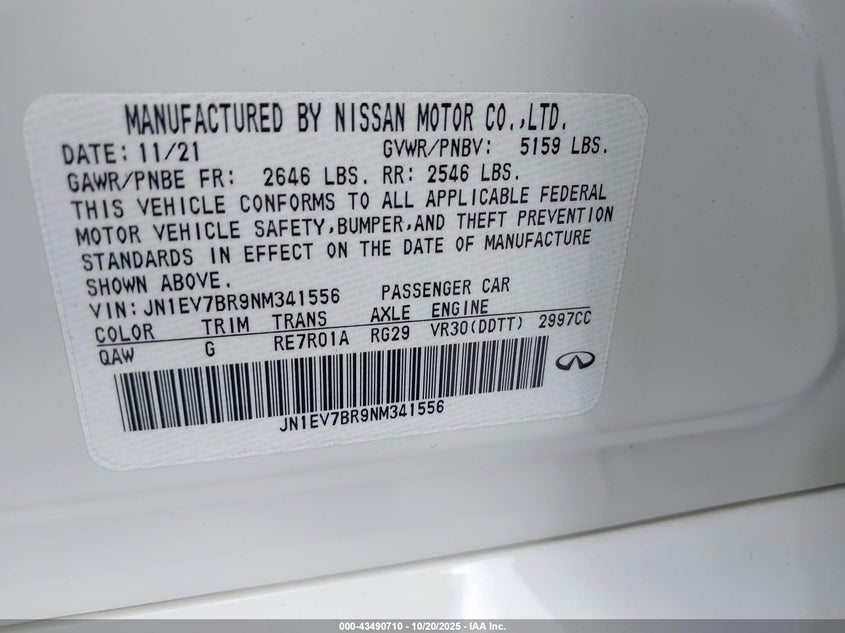 MANUFACTURED BY NISSAN MOTOR CO.,LTD.
DATE: 11/21 GVWR/PNBV: 5159 LBS.
GAWR/PNBE FR: 2646 LBS. RR: 2546 LBS.
THIS VEHICLE CONFORMS TO ALL APPLICABLE FEDERAL
MOTOR VEHICLE SAFETY,BUMPER,AND THEFT PREVENTION
STANDARDS IN EFFECT ON THE DATE OF MANUFACTURE
SHOWN ABOVE.
VIN: JN1EV7BR9NM341556 PASSENGER CAR
COLOR TRIM TRANS AXLE ENGINE
QAW G RE7R01A RG29 VR30(DDTT) 2997CC
JN1EV7BR9NM341556
000-43490710 | 10/20/2025 | IAA Inc.